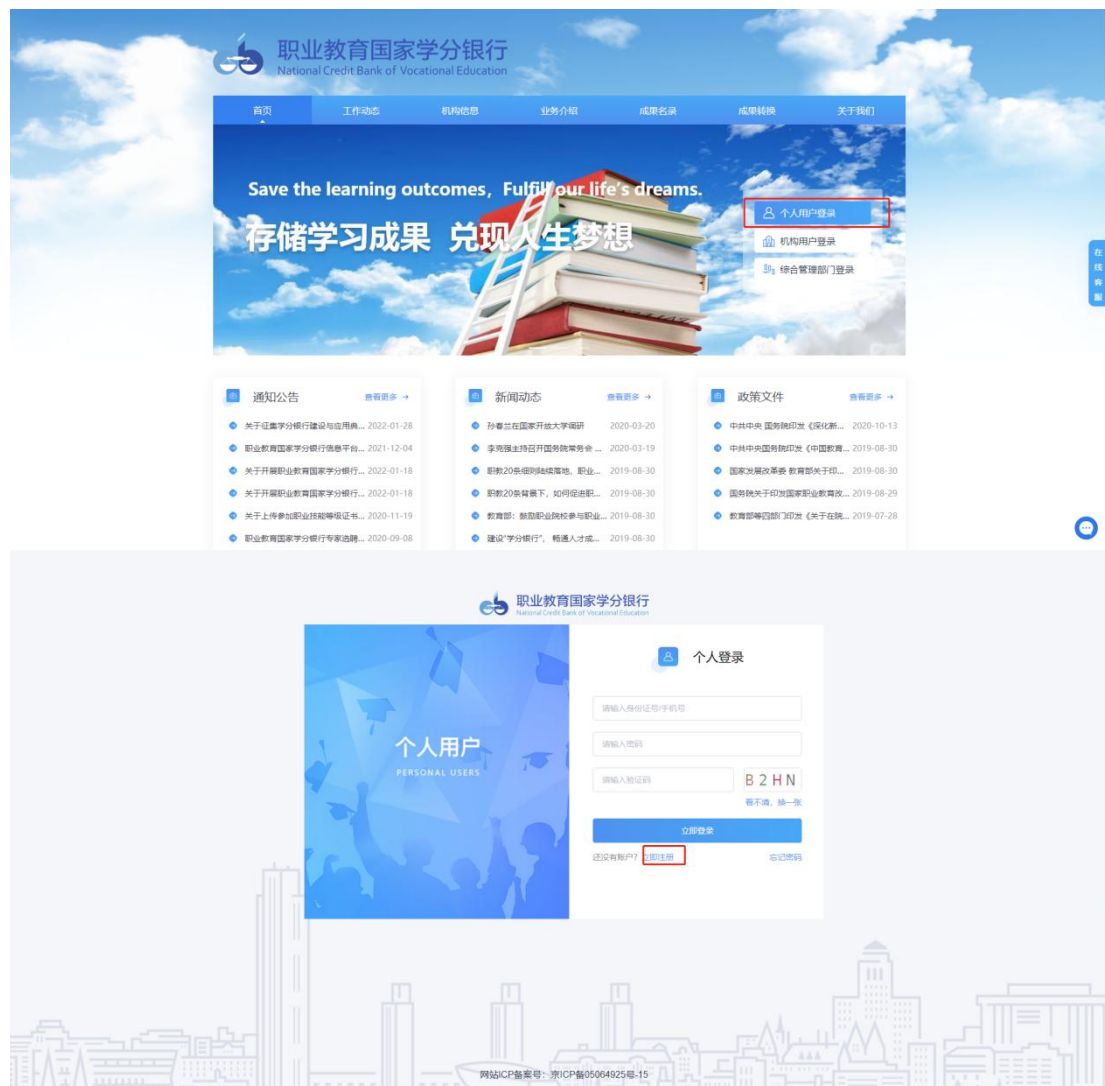 职业教育国家学分银行
National Credit Bank of Vocational Education
首页 工作动态 机构信息 业务介绍 成果名录 成果转换 关于我们
Save the learning outcomes, Fulfill our life's dreams.
存储学习成果 兑现人生梦想
个人用户登录
机构用户登录
综合管理部门登录
在线客服
通知公告 查看更多 →
关于征集学分银行建设与应用典... 2022-01-28
职业教育国家学分银行信息平台... 2021-12-04
关于开展职业教育国家学分银行... 2022-01-18
关于开展职业教育国家学分银行... 2022-01-18
关于上传参加职业技能等级证书... 2020-11-19
职业教育国家学分银行专家选聘... 2020-09-08
新闻动态 查看更多 →
孙春兰在国家开放大学调研 2020-03-20
李克强主持召开国务院常务会 ... 2020-03-19
职教20条细则陆续落地，职业... 2019-08-30
职教20条背景下，如何促进职... 2019-08-30
教育部：鼓励职业院校参与职业... 2019-08-30
建设“学分银行”，畅通人才成... 2019-08-30
政策文件 查看更多 →
中共中央 国务院印发《深化新... 2020-10-13
中共中央国务院印发《中国教育... 2019-08-30
国家发展改革委 教育部关于印... 2019-08-30
国务院关于印发国家职业教育改... 2019-08-29
教育部等四部门印发《关于在院... 2019-07-28
职业教育国家学分银行
National Credit Bank of Vocational Education
个人用户
PERSONAL USERS
个人登录
请输入身份证号/手机号
请输入密码
请输入验证码 B 2 H N
看不清，换一张
立即登录
还没有账户？立即注册 忘记密码
网站ICP备案号：京ICP备05064925号-15